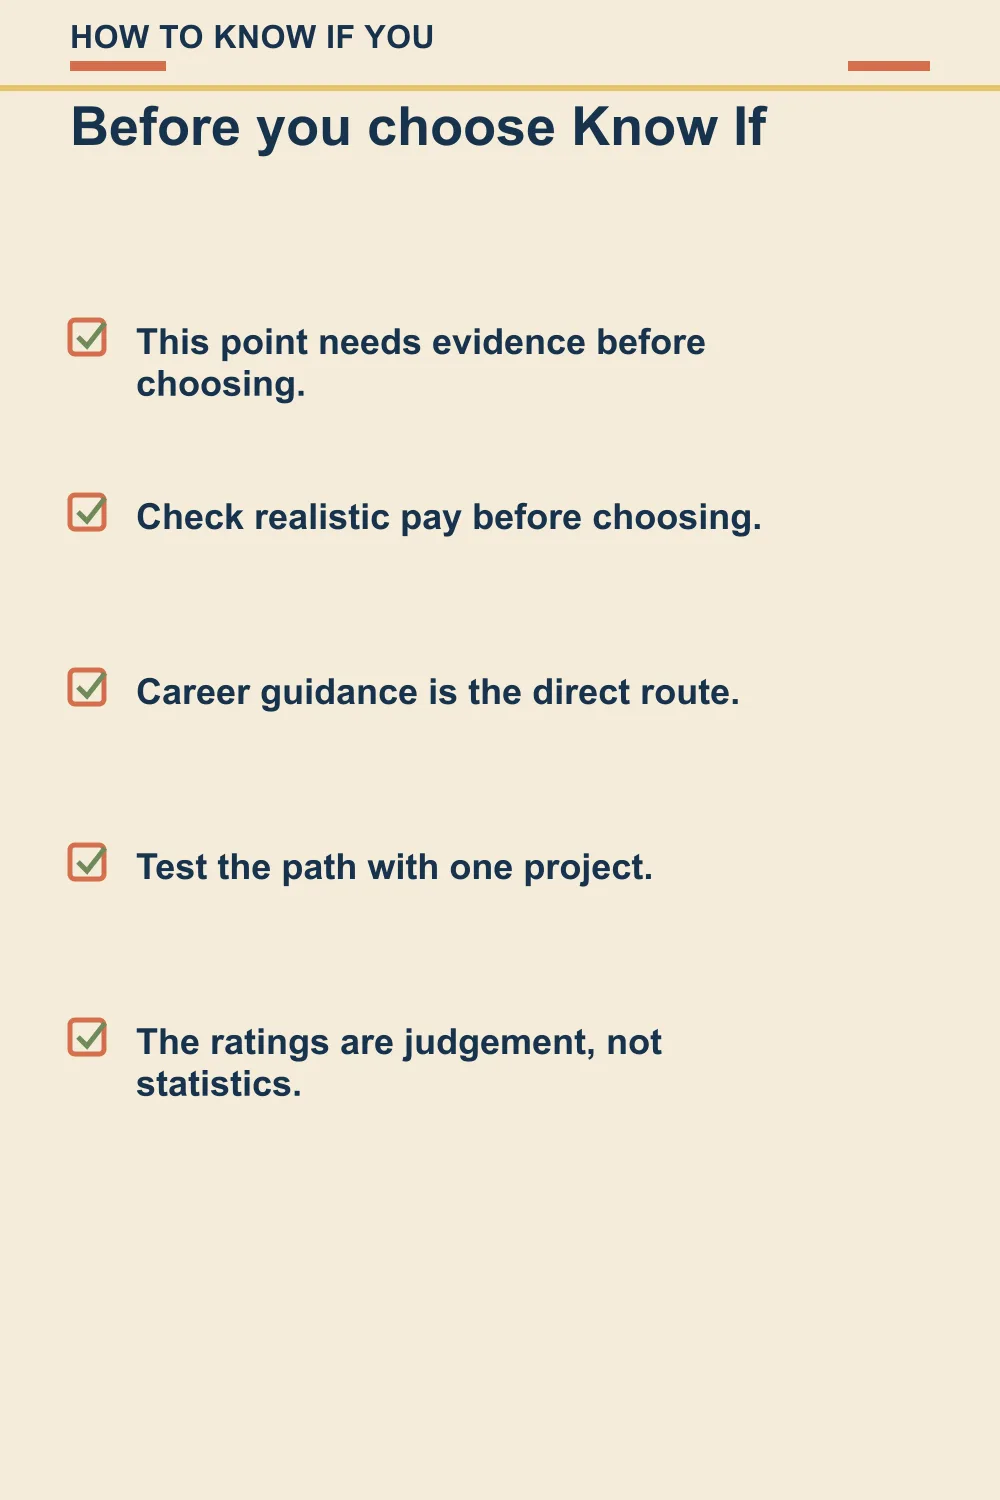 HOW TO KNOW IF YOU
Before you choose Know If
This point needs evidence before
choosing.
Check realistic pay before choosing.
Career guidance is the direct route.
Test the path with one project.
The ratings are judgement, not
statistics.